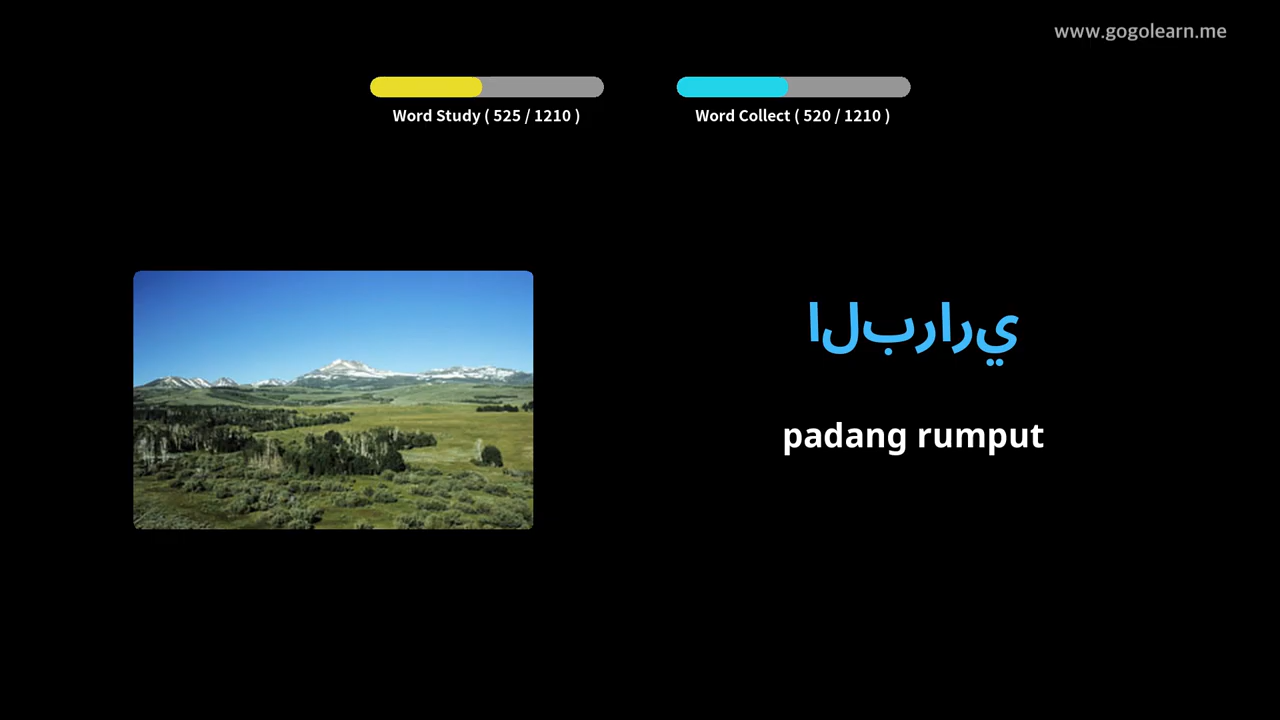 www.gogolearn.me
Word Study ( 525 / 1210 )
Word Collect ( 520 / 1210 )
البراري
padang rumput